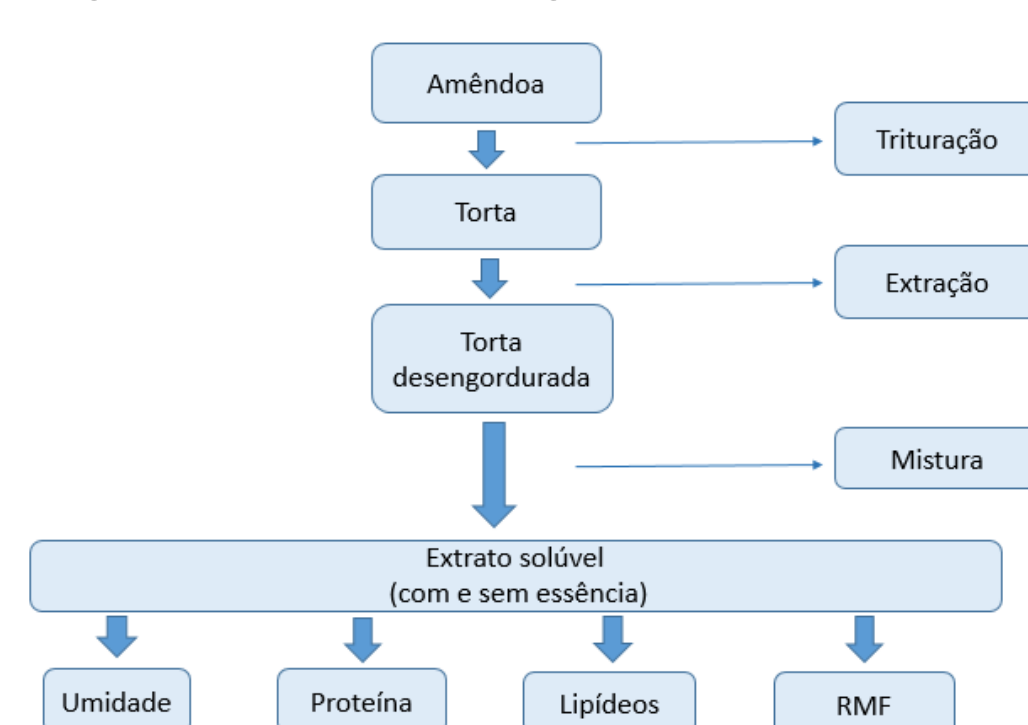 Amêndoa
Trituração
Torta
Extração
Torta
desengordurada
Mistura
Extrato solúvel
(com e sem essência)
Umidade
Proteína
Lipídeos
RMF